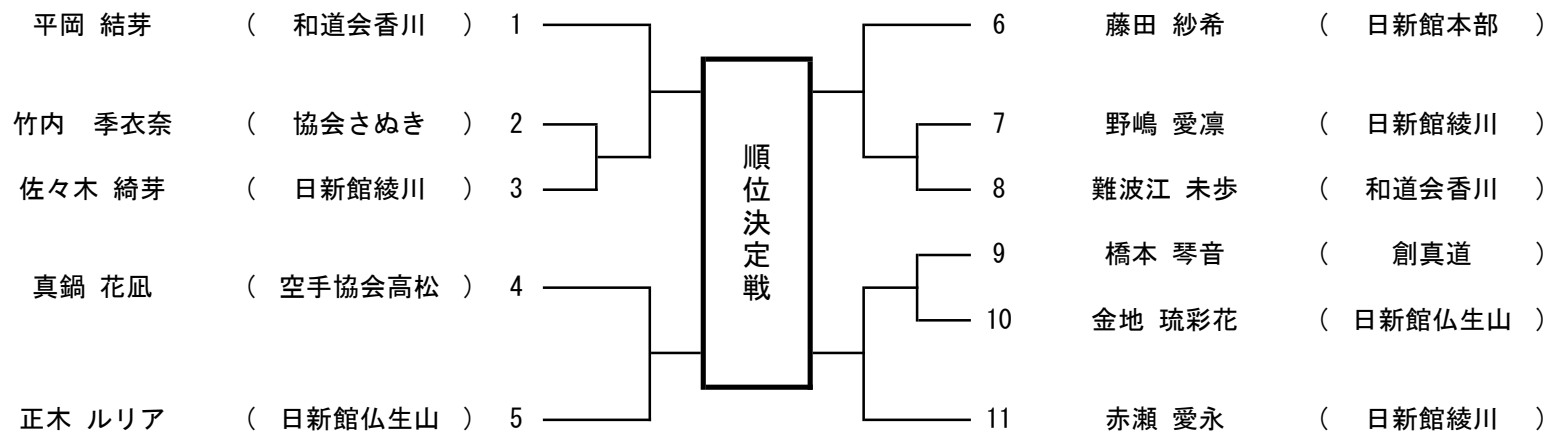 平岡 結芽 ( 和道会香川 ) 1
竹内 季衣奈 ( 協会さぬき ) 2
佐々木 綺芽 ( 日新館綾川 ) 3
真鍋 花凪 ( 空手協会高松 ) 4
正木 ルリア ( 日新館仏生山 ) 5
順位決定戦
6 藤田 紗希 ( 日新館本部 )
7 野嶋 愛凛 ( 日新館綾川 )
8 難波江 未歩 ( 和道会香川 )
9 橋本 琴音 ( 創真道 )
10 金地 琉彩花 ( 日新館仏生山 )
11 赤瀬 愛永 ( 日新館綾川 )